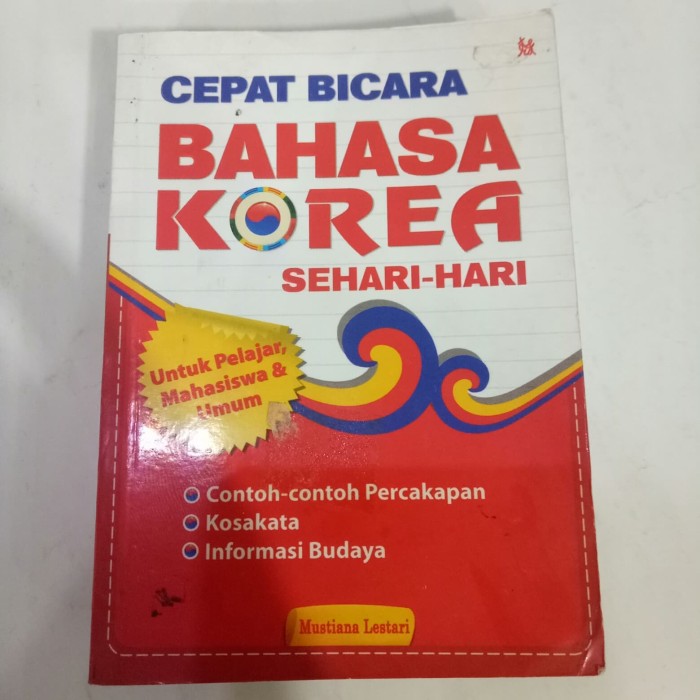 CEPAT BICARA
BAHASA
KOREA
SEHARI-HARI
Untuk Pelajar,
Mahasiswa &
Umum
Contoh-contoh Percakapan
Kosakata
Informasi Budaya
Mustiana Lestari